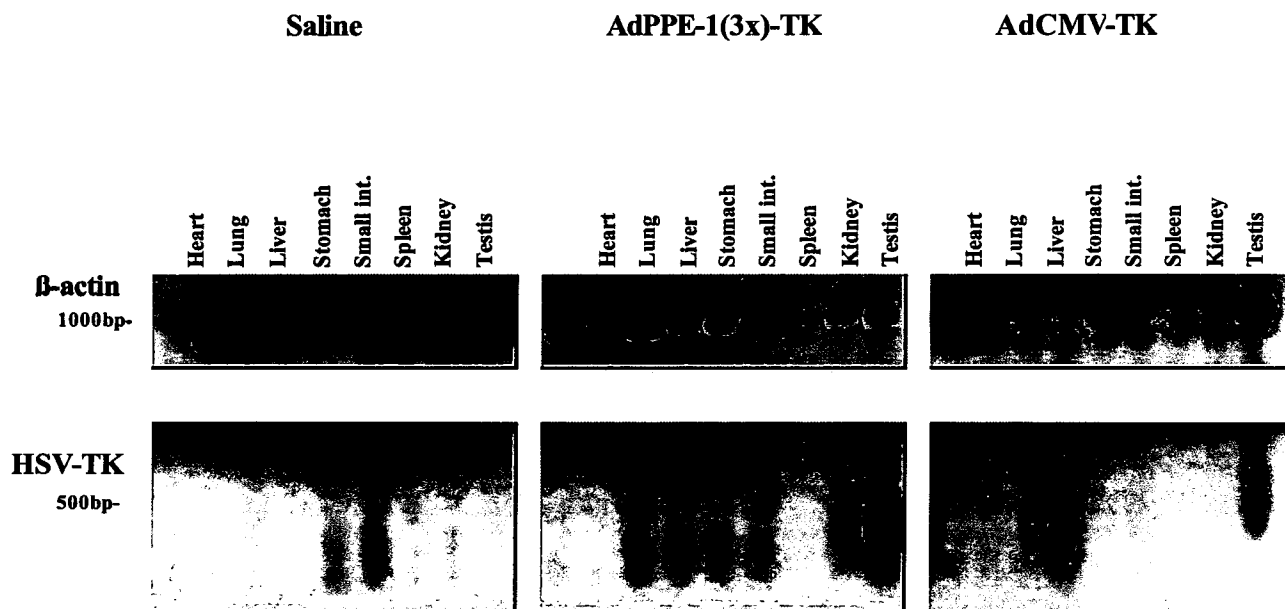 Saline AdPPE-1(3x)-TK AdCMV-TK
Heart Lung Liver Stomach Small int. Spleen Kidney Testis
Heart Lung Liver Stomach Small int. Spleen Kidney Testis
Heart Lung Liver Stomach Small int Spleen Kidney Testis
ß-actin
1000bp-
HSV-TK
500bp-